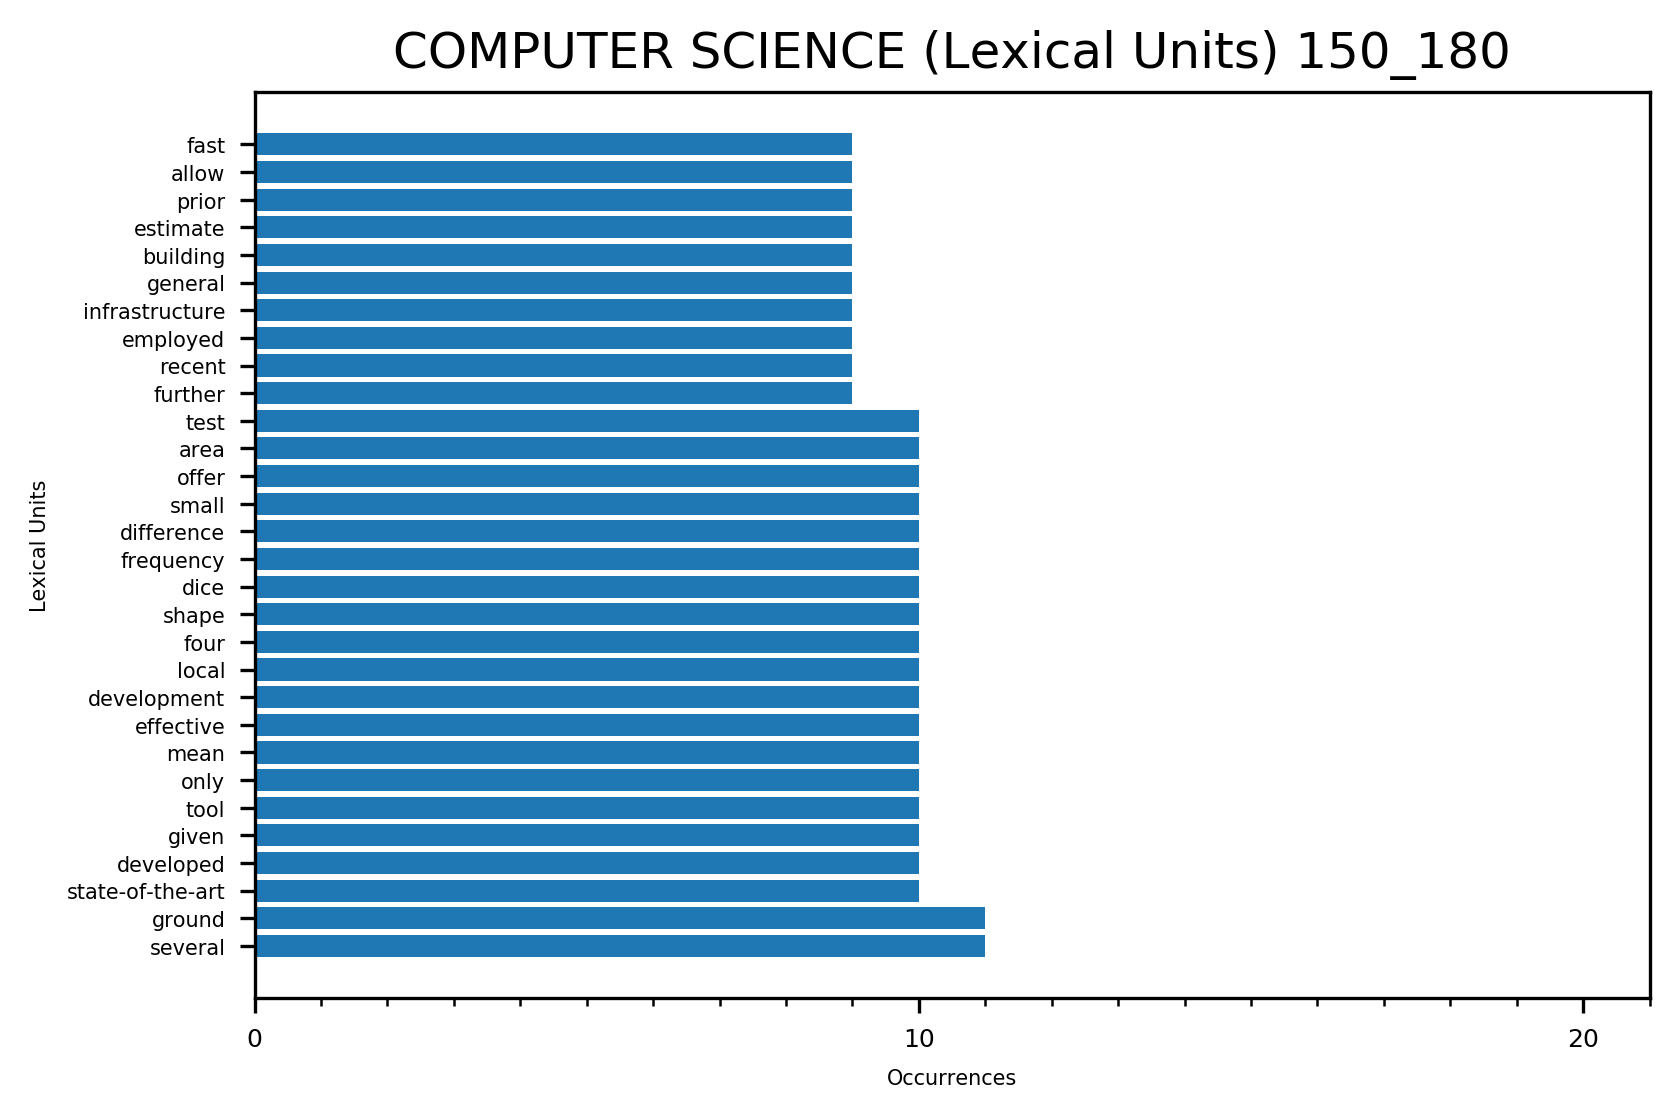 COMPUTER SCIENCE (Lexical Units) 150_180
fast
allow
prior
estimate
building
general
infrastructure
employed
recent
further
test
area
offer
small
difference
frequency
dice
shape
four
local
development
effective
mean
only
tool
given
developed
state-of-the-art
ground
several
Lexical Units
0 10 20
Occurrences